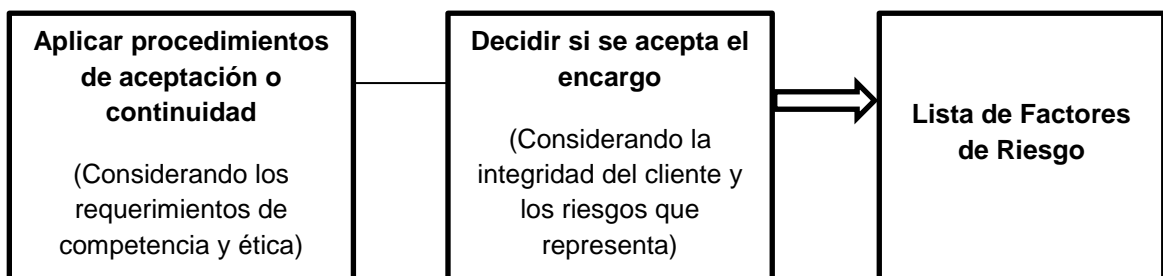 Aplicar procedimientos
de aceptación o
continuidad
(Considerando los
requerimientos de
competencia y ética)
Decidir si se acepta el
encargo
(Considerando la
integridad del cliente y
los riesgos que
representa)
Lista de Factores
de Riesgo